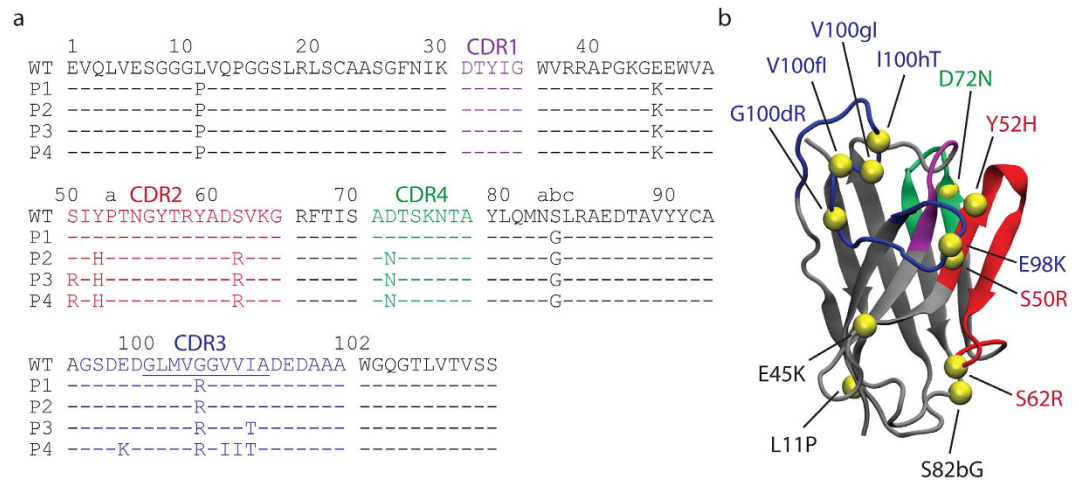 a
1 10 20 30 CDR1 40
WT EVQLVESGGGLVQPGGSLRLSCAASGFNIK DTYIG WVRRAPGKGEEWVA
P1 ----------P------------------- ----- ---------K----
P2 ----------P------------------- ----- ---------K----
P3 ----------P------------------- ----- ---------K----
P4 ----------P------------------- ----- ---------K----
50 a CDR2 60 70 CDR4 80 abc 90
WT SIYPTNGYTRYADSVKG RFTIS ADTSKNTA YLQMNSLRAEDTAVYYCA
P1 ----------------- ----- -------- -----G------------
P2 --H----------R--- ----- -N------ -----G------------
P3 R-H----------R--- ----- -N------ -----G------------
P4 R-H----------R--- ----- -N------ -----G------------
100 CDR3 102
WT AGSDEDGLMVGGVVIADEDAAA WGQGTLVTVSS
P1 ----------R----------- -----------
P2 ----------R----------- -----------
P3 ----------R---T------- -----------
P4 ----K-----R-IIT------- -----------
b
V100gI
V100fI
I100hT
D72N
G100dR
Y52H
E98K
S50R
E45K
S62R
L11P
S82bG